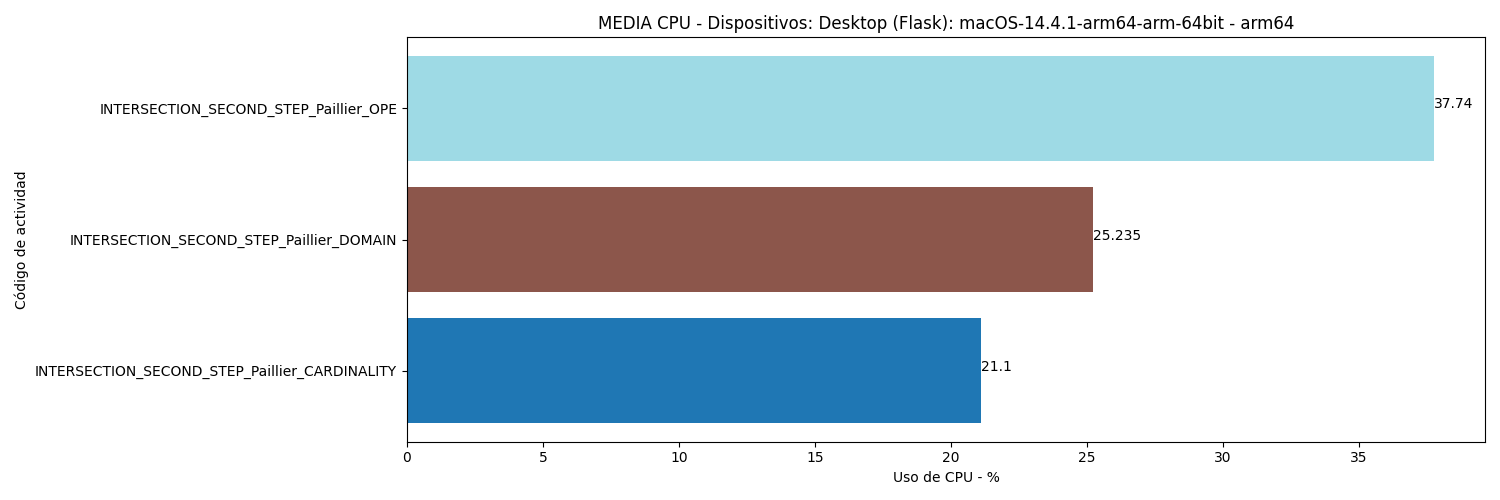 MEDIA CPU - Dispositivos: Desktop (Flask): macOS-14.4.1-arm64-arm-64bit - arm64
INTERSECTION_SECOND_STEP_Paillier_OPE
37.74
INTERSECTION_SECOND_STEP_Paillier_DOMAIN
25.235
INTERSECTION_SECOND_STEP_Paillier_CARDINALITY
21.1
Código de actividad
0 5 10 15 20 25 30 35
Uso de CPU - %